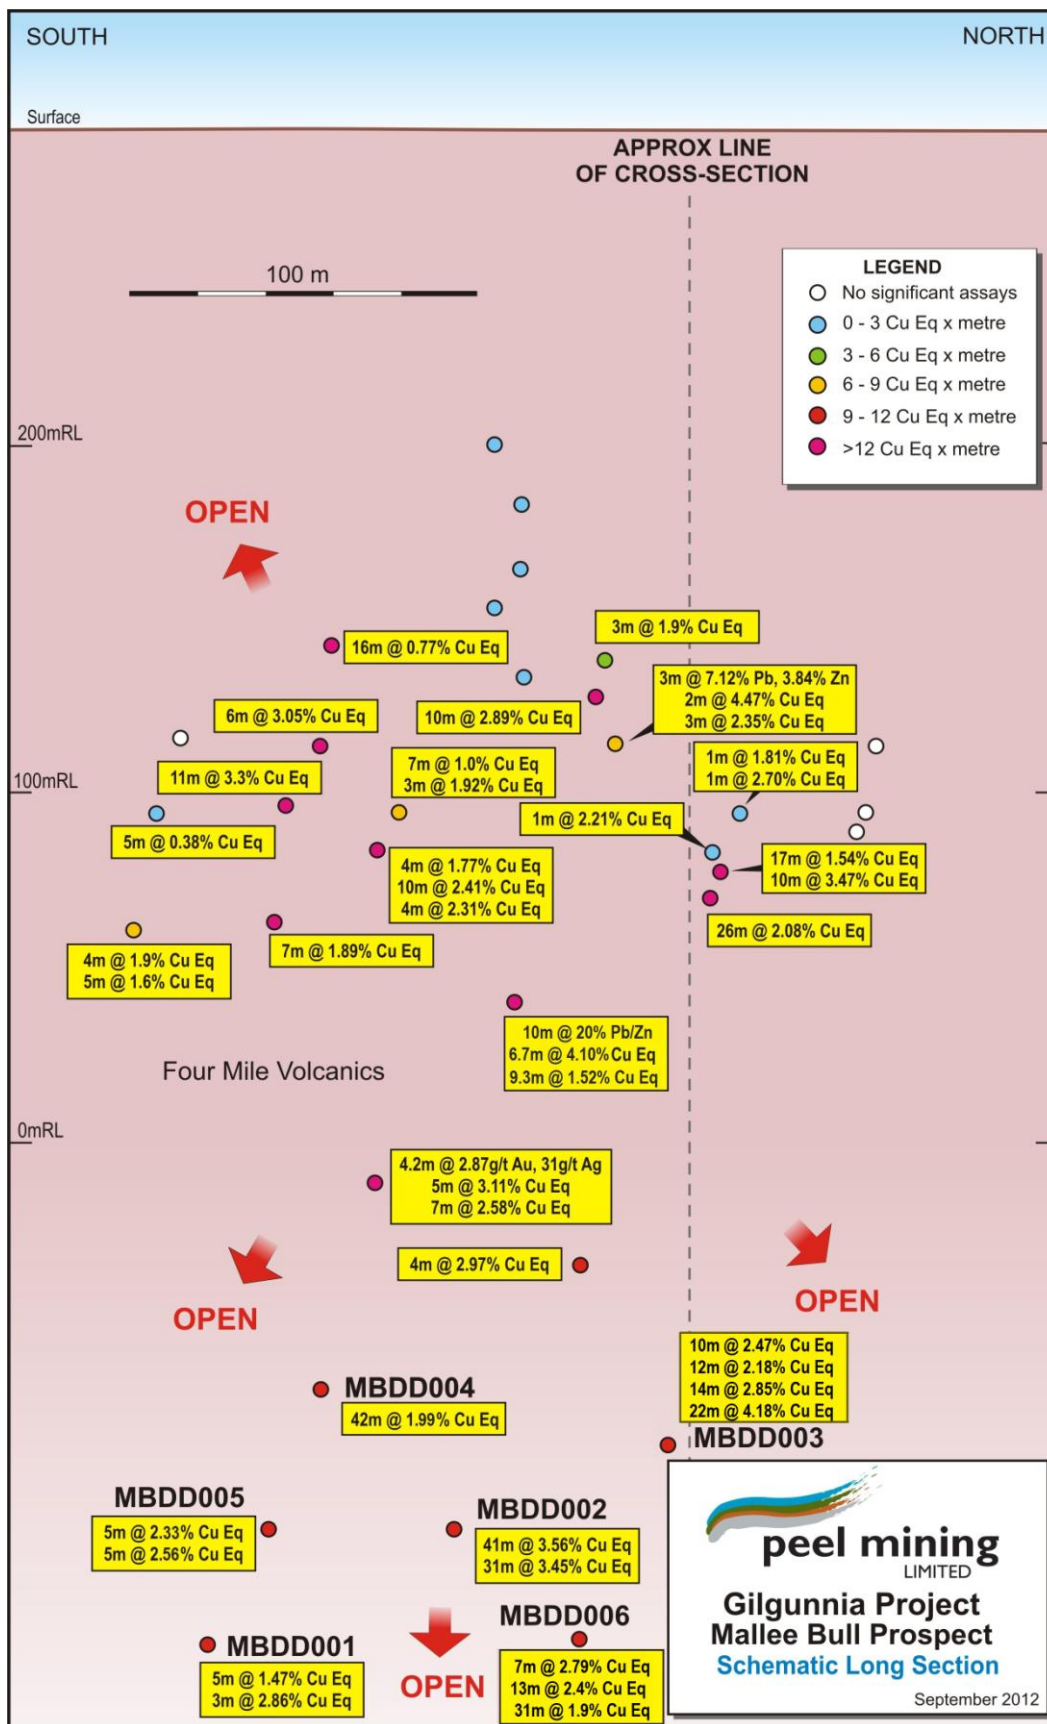 SOUTH
NORTH
Surface
APPROX LINE
OF CROSS-SECTION
100 m
LEGEND
No significant assays
0 - 3 Cu Eq x metre
3 - 6 Cu Eq x metre
6 - 9 Cu Eq x metre
9 - 12 Cu Eq x metre
>12 Cu Eq x metre
200mRL
OPEN
3m @ 1.9% Cu Eq
16m @ 0.77% Cu Eq
3m @ 7.12% Pb, 3.84% Zn
2m @ 4.47% Cu Eq
3m @ 2.35% Cu Eq
6m @ 3.05% Cu Eq
10m @ 2.89% Cu Eq
7m @ 1.0% Cu Eq
3m @ 1.92% Cu Eq
1m @ 1.81% Cu Eq
1m @ 2.70% Cu Eq
100mRL
11m @ 3.3% Cu Eq
1m @ 2.21% Cu Eq
5m @ 0.38% Cu Eq
4m @ 1.77% Cu Eq
10m @ 2.41% Cu Eq
4m @ 2.31% Cu Eq
17m @ 1.54% Cu Eq
10m @ 3.47% Cu Eq
26m @ 2.08% Cu Eq
7m @ 1.89% Cu Eq
4m @ 1.9% Cu Eq
5m @ 1.6% Cu Eq
10m @ 20% Pb/Zn
6.7m @ 4.10% Cu Eq
9.3m @ 1.52% Cu Eq
Four Mile Volcanics
0mRL
4.2m @ 2.87g/t Au, 31g/t Ag
5m @ 3.11% Cu Eq
7m @ 2.58% Cu Eq
4m @ 2.97% Cu Eq
OPEN
OPEN
10m @ 2.47% Cu Eq
12m @ 2.18% Cu Eq
14m @ 2.85% Cu Eq
22m @ 4.18% Cu Eq
MBDD004
42m @ 1.99% Cu Eq
MBDD003
MBDD005
5m @ 2.33% Cu Eq
5m @ 2.56% Cu Eq
MBDD002
41m @ 3.56% Cu Eq
31m @ 3.45% Cu Eq
MBDD001
5m @ 1.47% Cu Eq
3m @ 2.86% Cu Eq
OPEN
MBDD006
7m @ 2.79% Cu Eq
13m @ 2.4% Cu Eq
31m @ 1.9% Cu Eq
peel mining
LIMITED
Gilgunnia Project
Mallee Bull Prospect
Schematic Long Section
September 2012